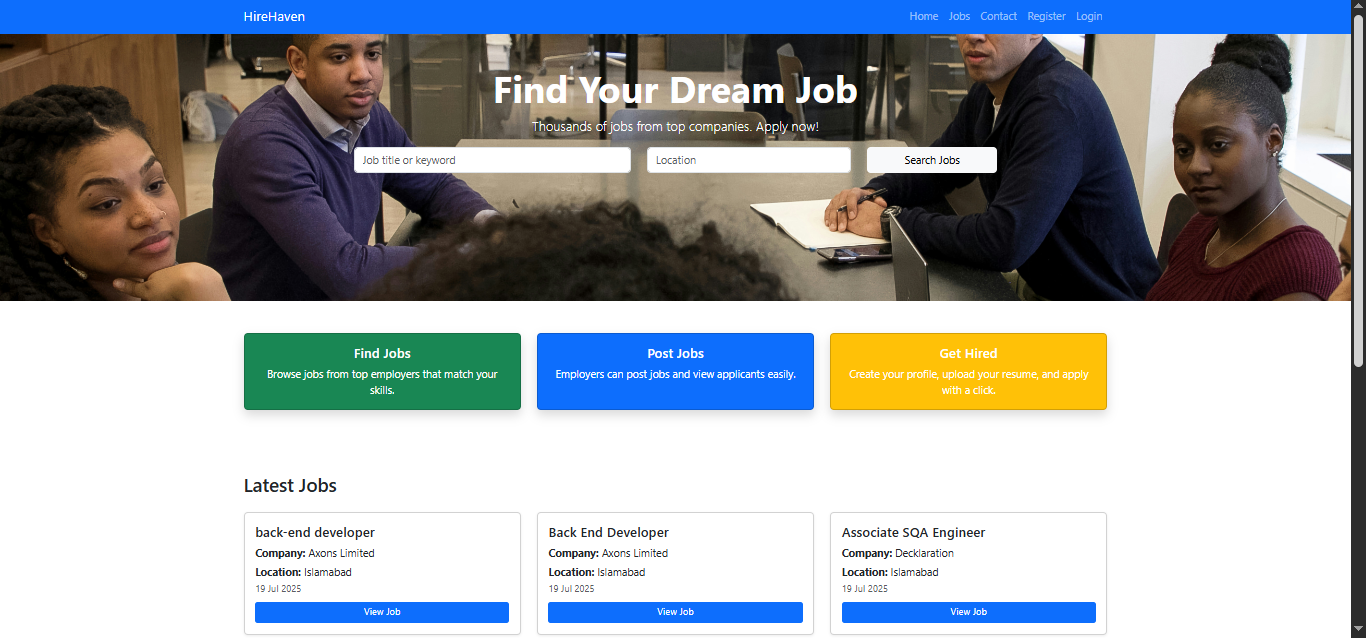 HireHaven
Home Jobs Contact Register Login
Find Your Dream Job
Thousands of jobs from top companies. Apply now!
Job title or keyword
Location
Search Jobs
Find Jobs
Browse jobs from top employers that match your
skills.
Post Jobs
Employers can post jobs and view applicants easily.
Get Hired
Create your profile, upload your resume, and apply
with a click.
Latest Jobs
back-end developer
Company: Axons Limited
Location: Islamabad
19 Jul 2025
View Job
Back End Developer
Company: Axons Limited
Location: Islamabad
19 Jul 2025
View Job
Associate SQA Engineer
Company: Decklaration
Location: Islamabad
19 Jul 2025
View Job